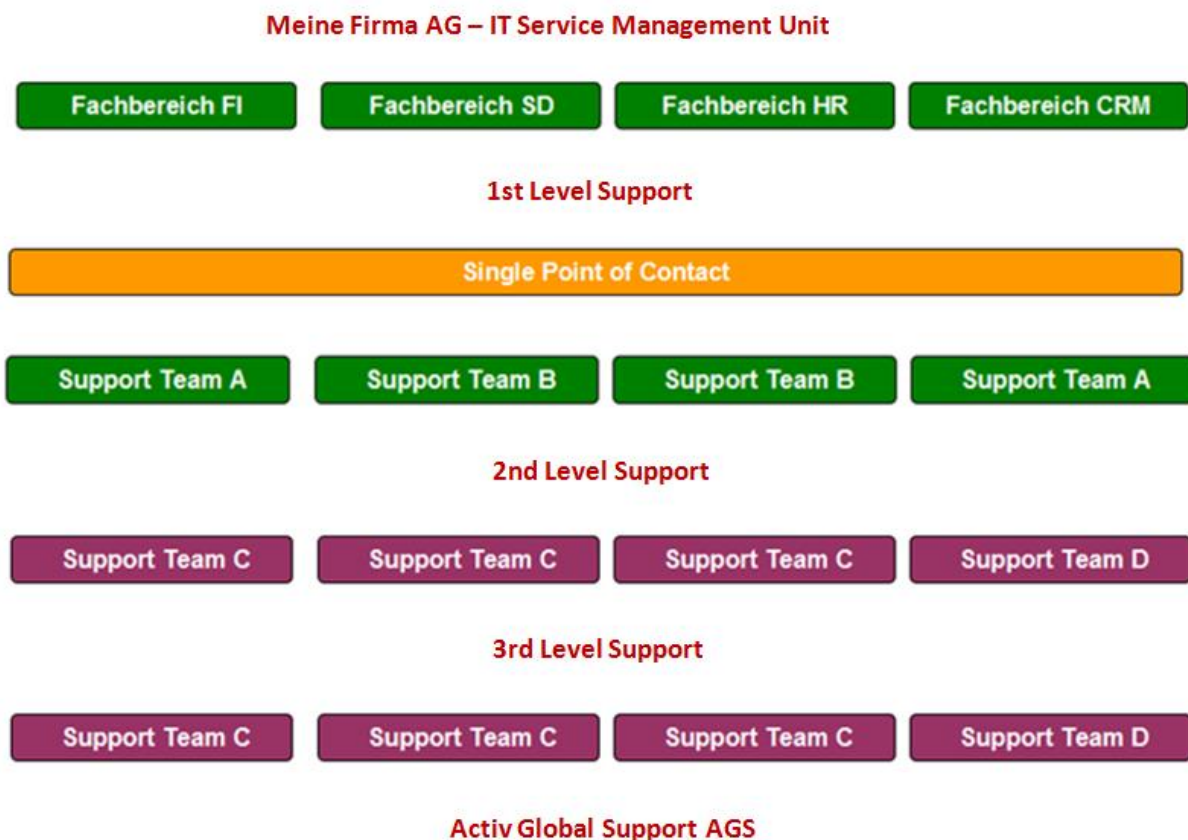 Meine Firma AG – IT Service Management Unit
Fachbereich FI Fachbereich SD Fachbereich HR Fachbereich CRM
1st Level Support
Single Point of Contact
Support Team A Support Team B Support Team B Support Team A
2nd Level Support
Support Team C Support Team C Support Team C Support Team D
3rd Level Support
Support Team C Support Team C Support Team C Support Team D
Activ Global Support AGS